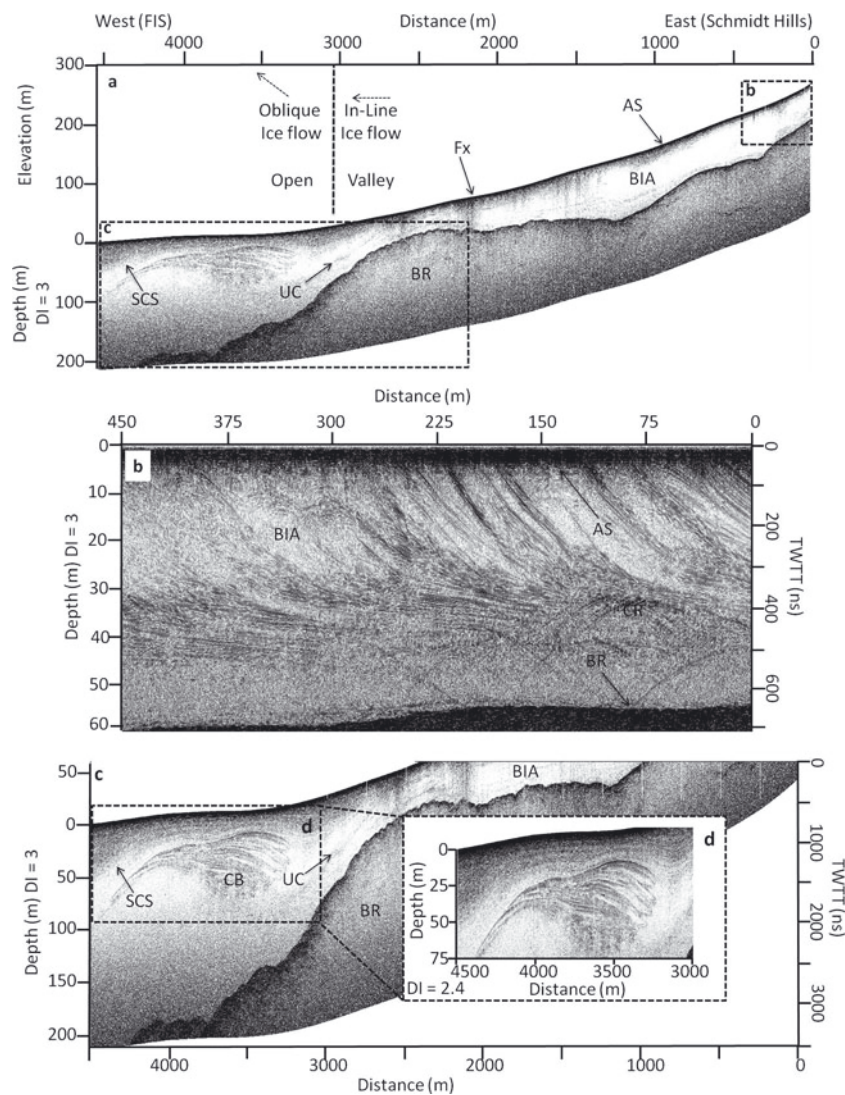 West (FIS) Distance (m) East (Schmidt Hills)
4000 3000 2000 1000 0
300
200
100
0
100
200
Elevation (m)
Depth (m)
DI = 3
a
Oblique
Ice flow
In-Line
Ice flow
Open Valley
b
AS
Fx
BIA
c
SCS
UC
BR
Distance (m)
450 375 300 225 150 75 0
0
10
20
30
40
50
60
Depth (m) DI = 3
b
BIA
AS
CR
BR
0
200
400
600
TWTT (ns)
c
50
0
50
100
150
200
Depth (m) DI = 3
BIA
d
SCS
CB
UC
BR
d
0
25
50
75
Depth (m)
4500 4000 3500 3000
Distance (m)
DI = 2.4
0
1000
2000
3000
TWTT (ns)
4000 3000 2000 1000 0
Distance (m)